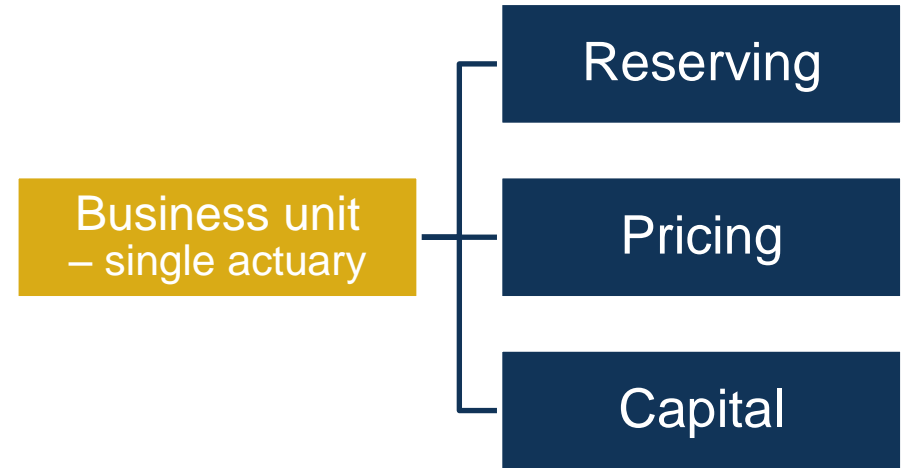 Business unit
– single actuary
Reserving
Pricing
Capital